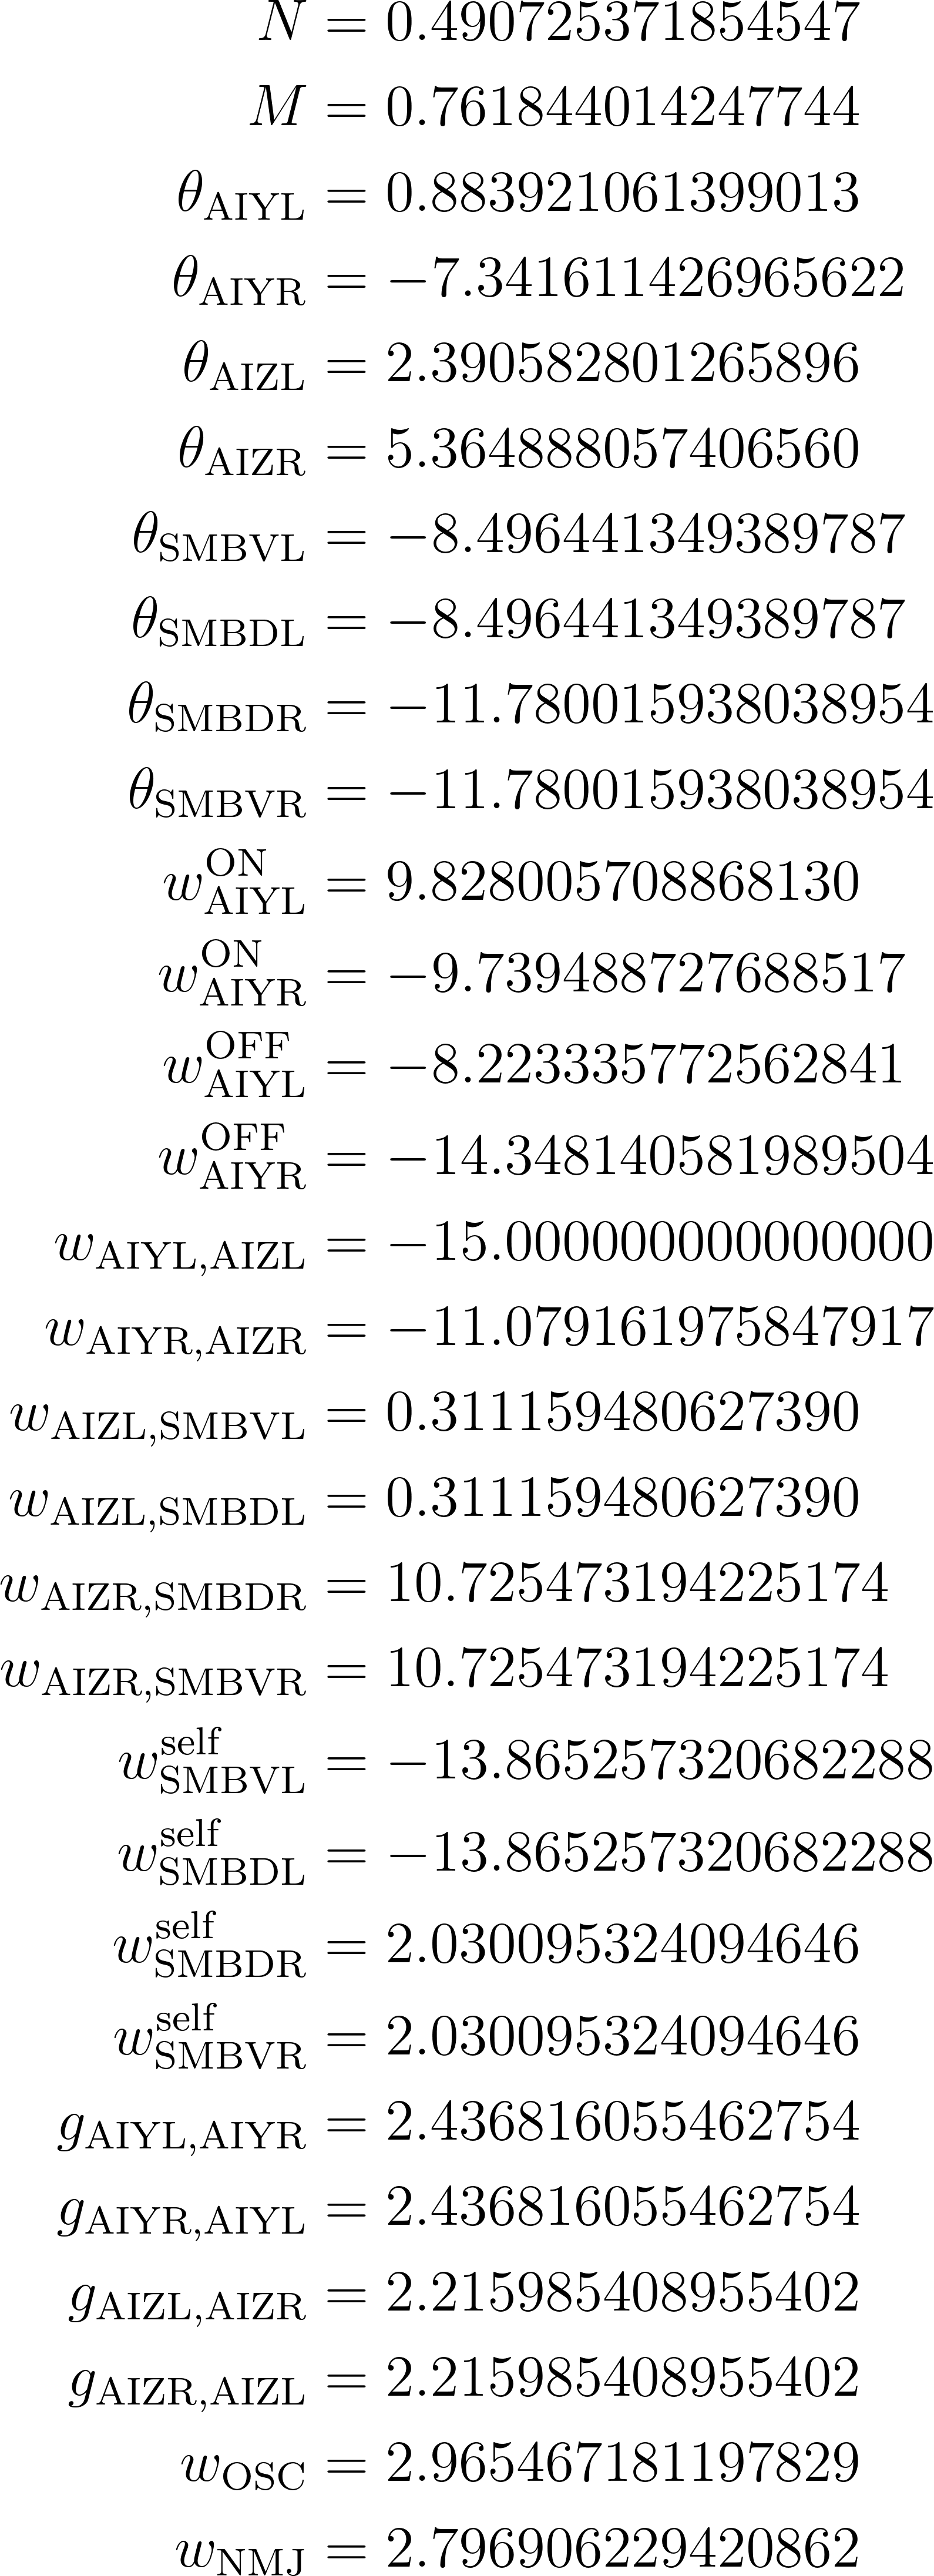 N = 0.490725371854547
M = 0.761844014247744
θ_AIYL = 0.883921061399013
θ_AIYR = −7.341611426965622
θ_AIZL = 2.390582801265896
θ_AIZR = 5.364888057406560
θ_SMBVL = −8.496441349389787
θ_SMBDL = −8.496441349389787
θ_SMBDR = −11.780015938038954
θ_SMBVR = −11.780015938038954
w^ON_AIYL = 9.828005708868130
w^ON_AIYR = −9.739488727688517
w^OFF_AIYL = −8.223335772562841
w^OFF_AIYR = −14.348140581989504
w_AIYL,AIZL = −15.000000000000000
w_AIYR,AIZR = −11.079161975847917
w_AIZL,SMBVL = 0.311159480627390
w_AIZL,SMBDL = 0.311159480627390
w_AIZR,SMBDR = 10.725473194225174
w_AIZR,SMBVR = 10.725473194225174
w^self_SMBVL = −13.865257320682288
w^self_SMBDL = −13.865257320682288
w^self_SMBDR = 2.030095324094646
w^self_SMBVR = 2.030095324094646
g_AIYL,AIYR = 2.436816055462754
g_AIYR,AIYL = 2.436816055462754
g_AIZL,AIZR = 2.215985408955402
g_AIZR,AIZL = 2.215985408955402
w_OSC = 2.965467181197829
w_NMJ = 2.796906229420862